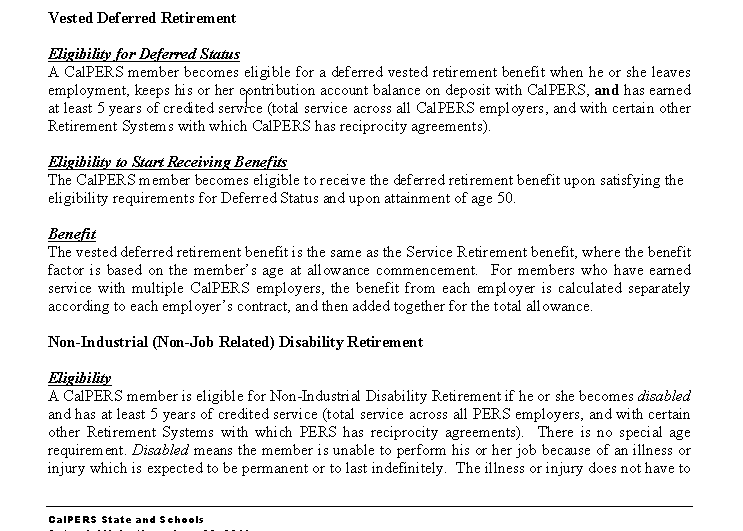 Vested Deferred Retirement
Eligibility for Deferred Status
A CalPERS member becomes eligible for a deferred vested retirement benefit when he or she leaves
employment, keeps his or her contribution account balance on deposit with CalPERS, and has earned
at least 5 years of credited service (total service across all CalPERS employers, and with certain other
Retirement Systems with which CalPERS has reciprocity agreements).
Eligibility to Start Receiving Benefits
The CalPERS member becomes eligible to receive the deferred retirement benefit upon satisfying the
eligibility requirements for Deferred Status and upon attainment of age 50.
Benefit
The vested deferred retirement benefit is the same as the Service Retirement benefit, where the benefit
factor is based on the member's age at allowance commencement. For members who have earned
service with multiple CalPERS employers, the benefit from each employer is calculated separately
according to each employer's contract, and then added together for the total allowance.
Non-Industrial (Non-Job Related) Disability Retirement
Eligibility
A CalPERS member is eligible for Non-Industrial Disability Retirement if he or she becomes disabled
and has at least 5 years of credited service (total service across all PERS employers, and with certain
other Retirement Systems with which PERS has reciprocity agreements). There is no special age
requirement. Disabled means the member is unable to perform his or her job because of an illness or
injury which is expected to be permanent or to last indefinitely. The illness or injury does not have to
CalPERS State and Schools